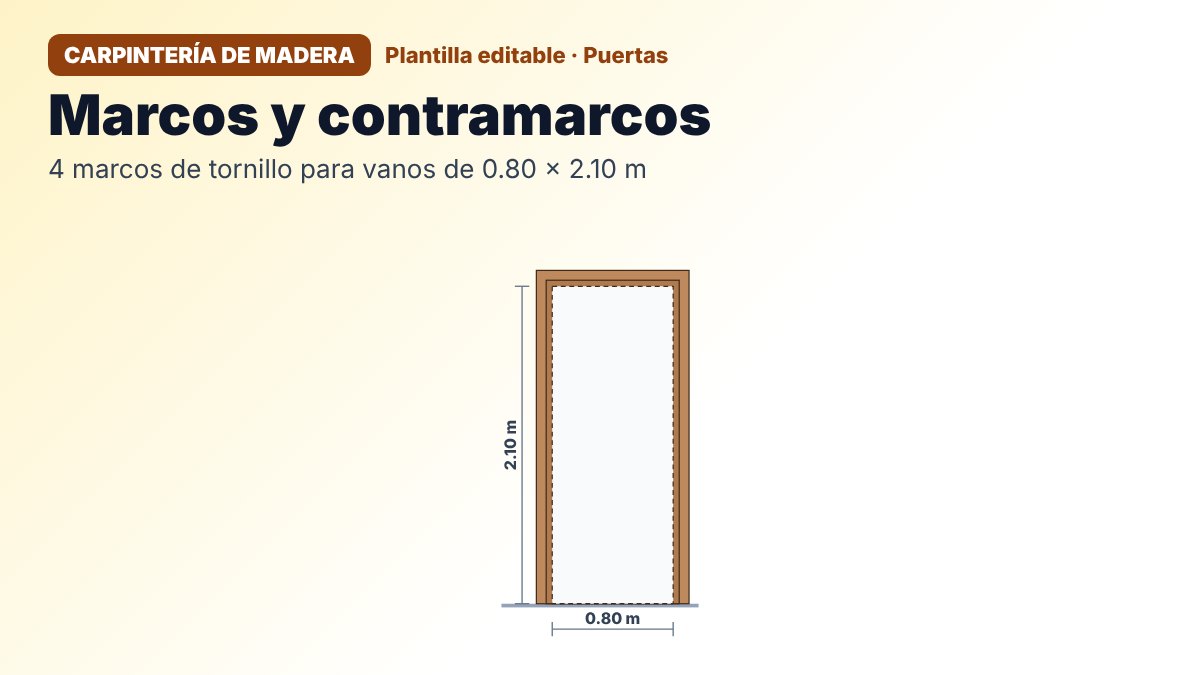 CARPINTERÍA DE MADERA
Plantilla editable · Puertas
Marcos y contramarcos
4 marcos de tornillo para vanos de 0.80 × 2.10 m
2.10 m
0.80 m